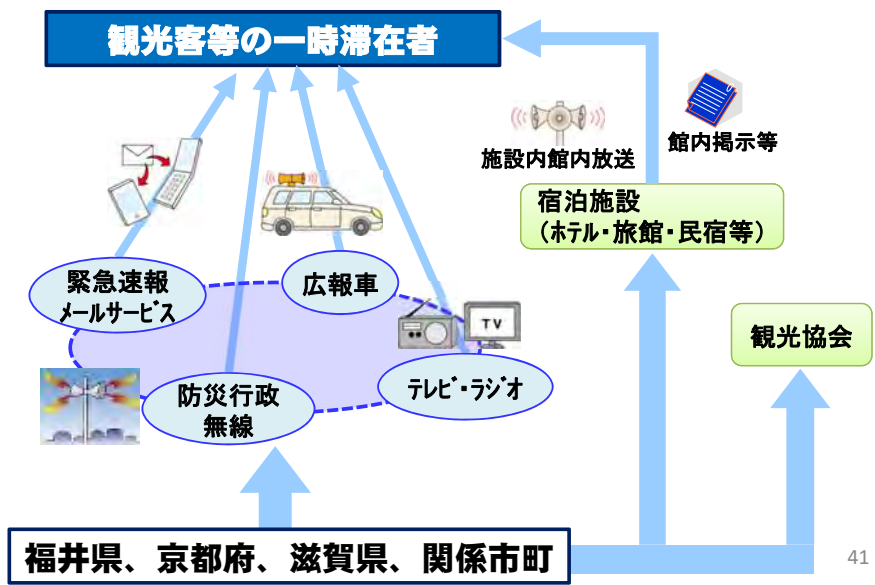 観光客等の一時滞在者
施設内館内放送
館内掲示等
宿泊施設
（ﾎﾃﾙ・旅館・民宿等）
緊急速報
ﾒｰﾙｻｰﾋﾞｽ
広報車
TV
観光協会
防災行政
無線
ﾃﾚﾋﾞ・ﾗｼﾞｵ
福井県、京都府、滋賀県、関係市町
41